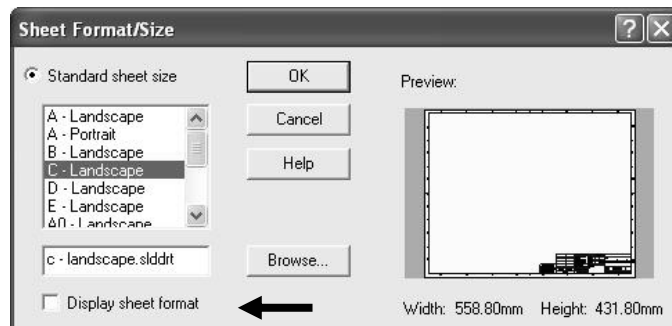 Sheet Format/Size
Standard sheet size
A - Landscape
A - Portrait
B - Landscape
C - Landscape
D - Landscape
E - Landscape
A0 - Landscape
c - landscape.slddrt
Display sheet format
OK
Cancel
Help
Browse...
Preview:
Width: 558.80mm Height: 431.80mm